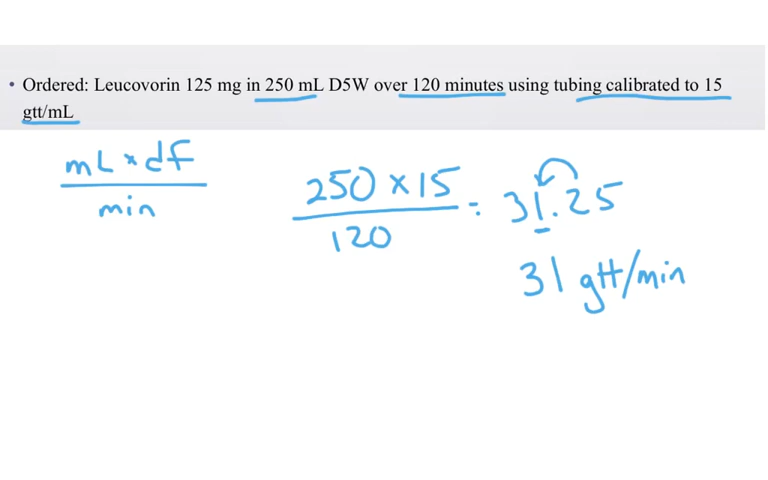 • Ordered: Leucovorin 125 mg in 250 mL D5W over 120 minutes using tubing calibrated to 15
gtt/mL
mL × df
min
250 × 15
120
= 31.25
31 gtt/min